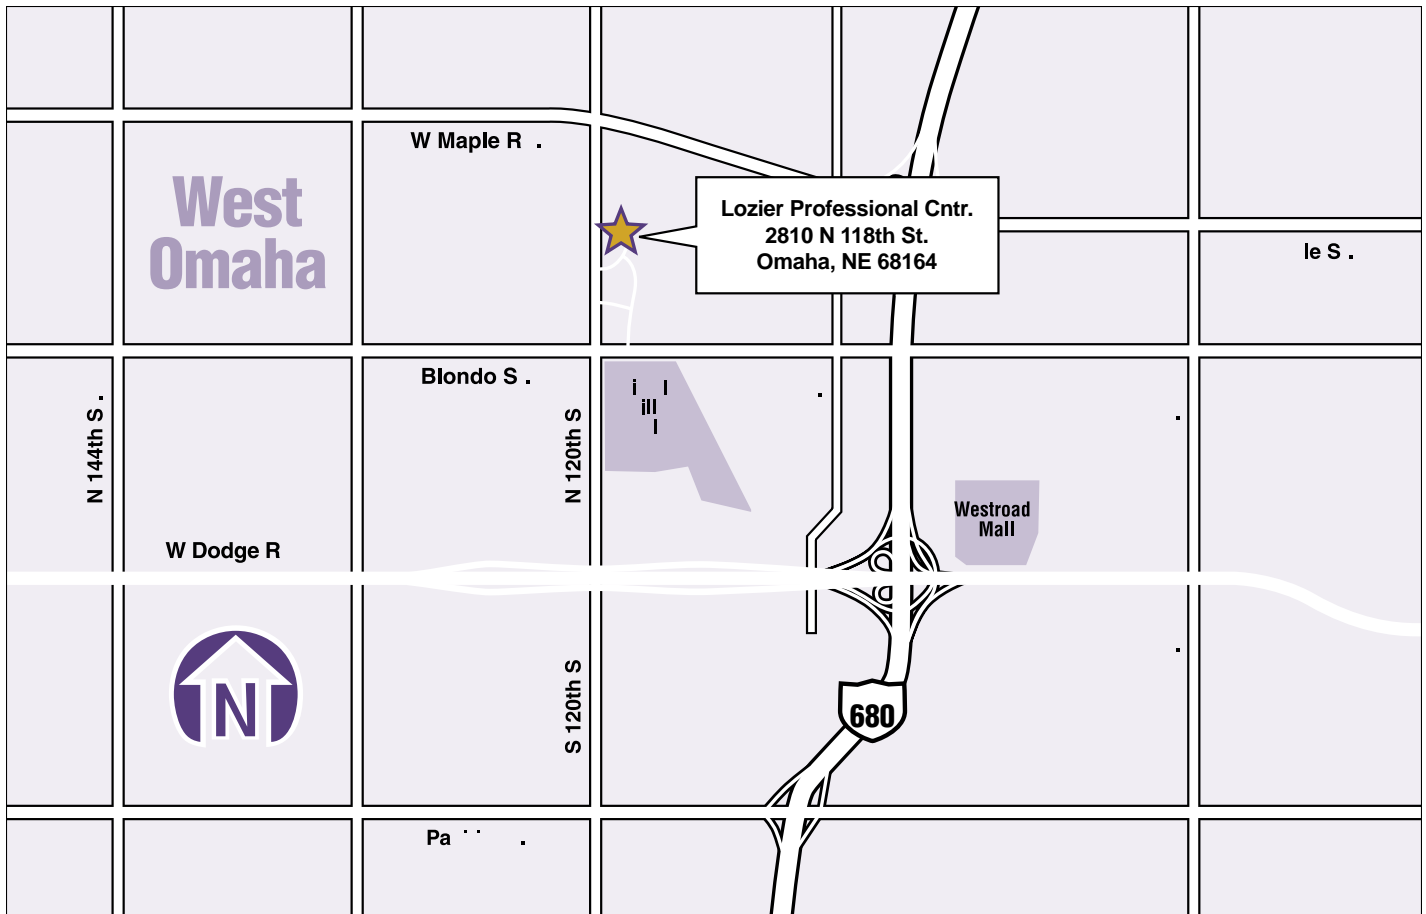 W Maple R .
West
Omaha
Lozier Professional Cntr.
2810 N 118th St.
Omaha, NE 68164
le S .
Blondo S .
N 144th S .
N 120th S
Westroad
Mall
W Dodge R
N
S 120th S
680
Pa